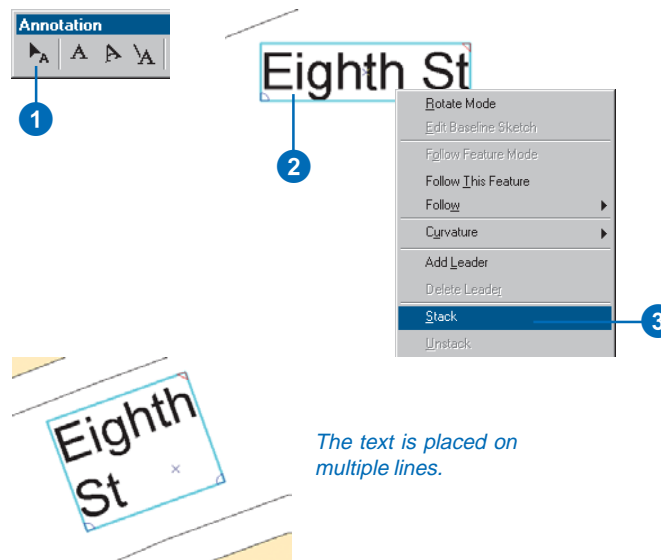 Annotation
A A A A
1
Eighth St
2
Rotate Mode
Edit Baseline Sketch
Follow Feature Mode
Follow This Feature
Follow
Curvature
Add Leader
Delete Leader
Stack
3
Unstack
Eighth
St
The text is placed on
multiple lines.